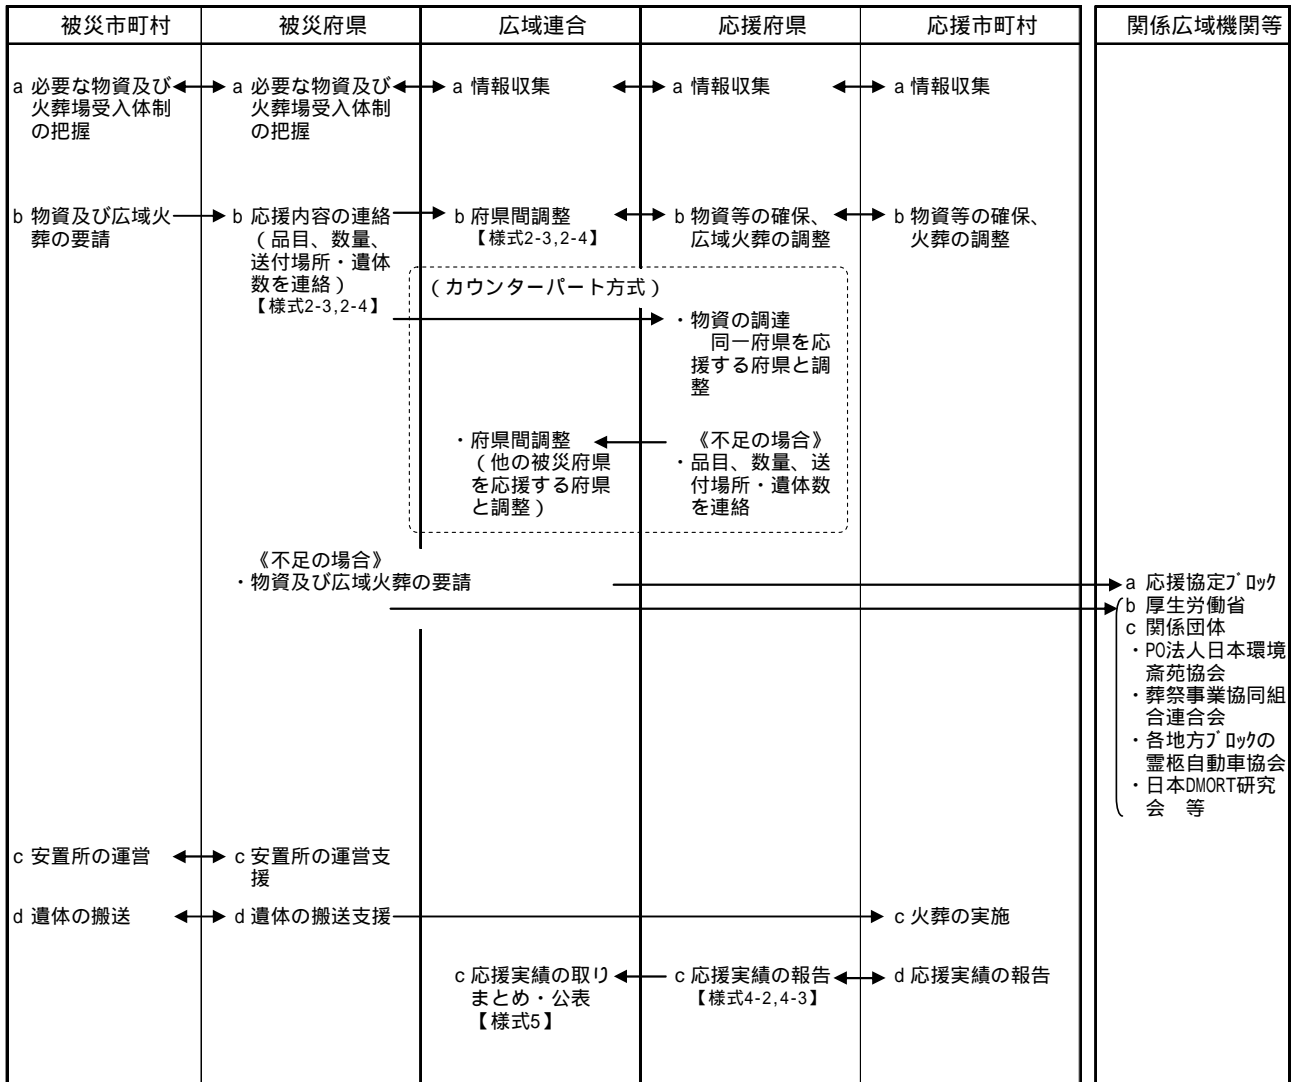 被災市町村
被災府県
広域連合
応援府県
応援市町村
関係広域機関等
a 必要な物資及び
火葬場受入体制
の把握
a 必要な物資及び
火葬場受入体制
の把握
a 情報収集
a 情報収集
a 情報収集
b 物資及び広域火
葬の要請
b 応援内容の連絡
（品目、数量、
送付場所・遺体
数を連絡）
【様式2-3,2-4】
b 府県間調整
【様式2-3,2-4】
b 物資等の確保、
広域火葬の調整
b 物資等の確保、
火葬の調整
（カウンターパート方式）
・物資の調達
同一府県を応
援する府県と調
整
・府県間調整
（他の被災府県
を応援する府県
と調整）
《不足の場合》
・品目、数量、送
付場所・遺体数
を連絡
《不足の場合》
・物資及び広域火葬の要請
a 応援協定ﾌﾞﾛｯｸ
b 厚生労働省
c 関係団体
・PO法人日本環境
斎苑協会
・葬祭事業協同組
合連合会
・各地方ﾌﾞﾛｯｸの
霊柩自動車協会
・日本DMORT研究
会　等
c 安置所の運営
c 安置所の運営支
援
d 遺体の搬送
d 遺体の搬送支援
c 火葬の実施
c 応援実績の取り
まとめ・公表
【様式5】
c 応援実績の報告
【様式4-2,4-3】
d 応援実績の報告